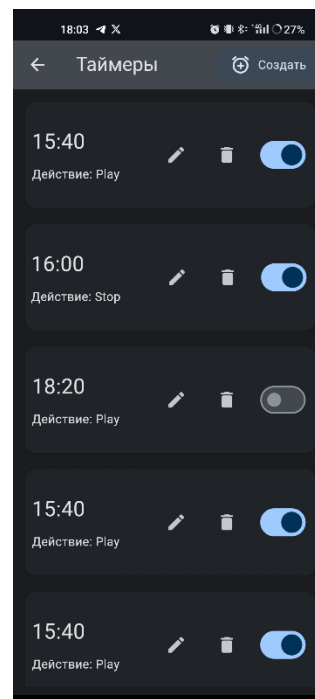 18:03 27%
Таймеры Создать
15:40
Действие: Play
16:00
Действие: Stop
18:20
Действие: Play
15:40
Действие: Play
15:40
Действие: Play